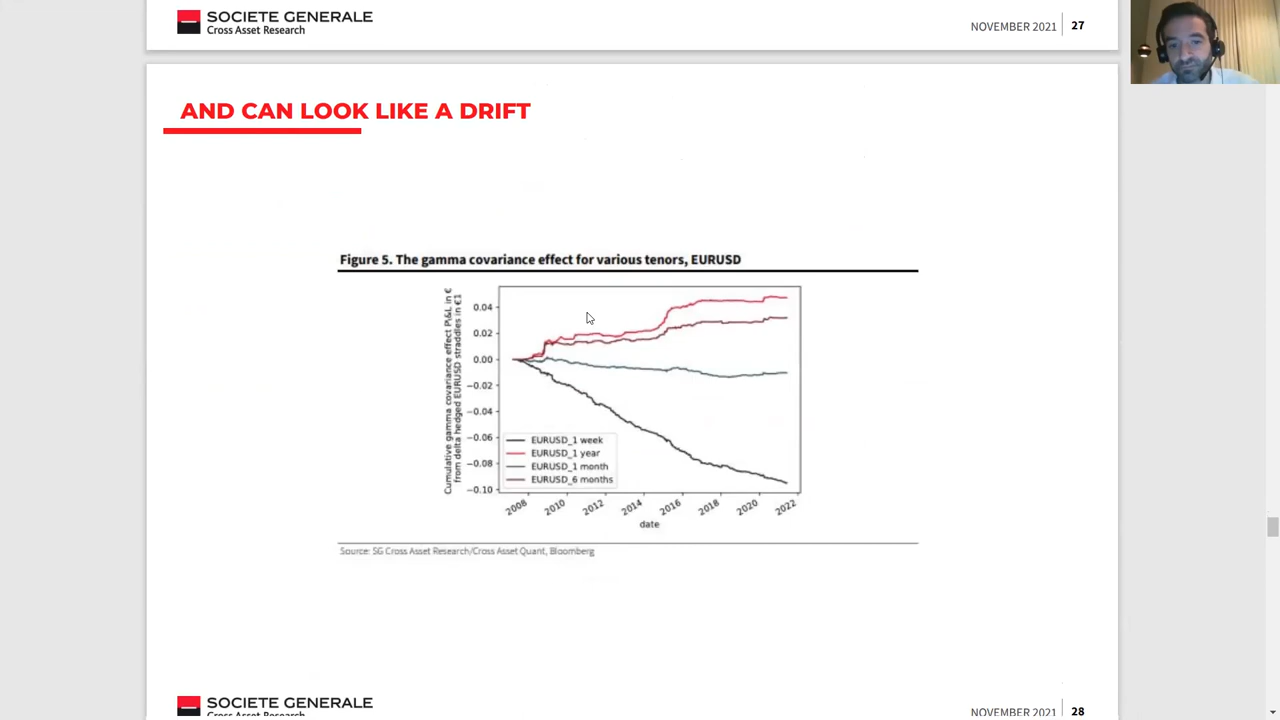 SOCIETE GENERALE
Cross Asset Research
NOVEMBER 2021 27
AND CAN LOOK LIKE A DRIFT
Figure 5. The gamma covariance effect for various tenors, EURUSD
Cumulative gamma covariance effect P\&L in €
from delta hedged EURUSD straddles in €1
0.04
0.02
0.00
−0.02
−0.04
−0.06
−0.08
−0.10
EURUSD_1 week
EURUSD_1 year
EURUSD_1 month
EURUSD_6 months
2008 2010 2012 2014 2016 2018 2020 2022
date
Source: SG Cross Asset Research/Cross Asset Quant, Bloomberg
SOCIETE GENERALE
Cross Asset Research
NOVEMBER 2021 28